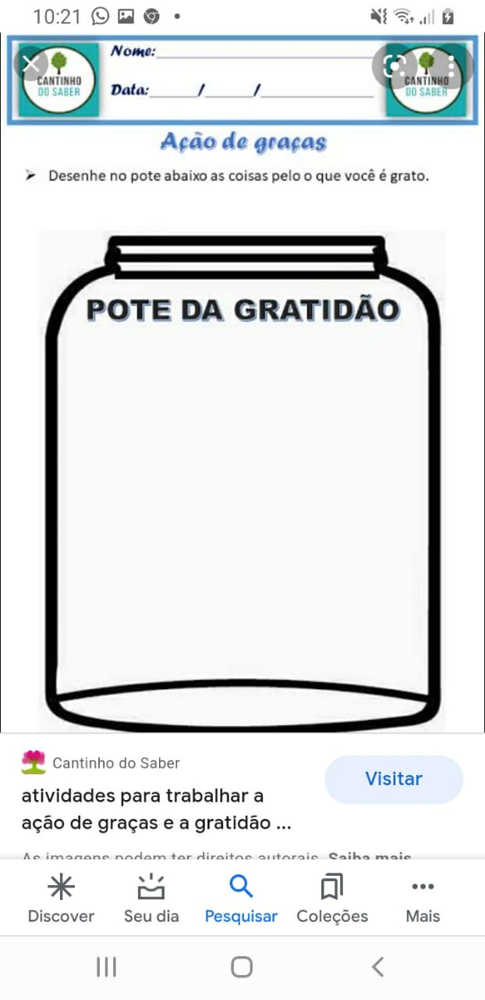 10:21
Nome:
CANTINHO
DO SABER
Data: / /
CANTINHO
DO SABER
Ação de graças
Desenhe no pote abaixo as coisas pelo o que você é grato.
POTE DA GRATIDÃO
Cantinho do Saber
Visitar
atividades para trabalhar a
ação de graças e a gratidão ...
As imagens podem ter direitos autorais. Saiba mais
Discover Seu dia Pesquisar Coleções Mais